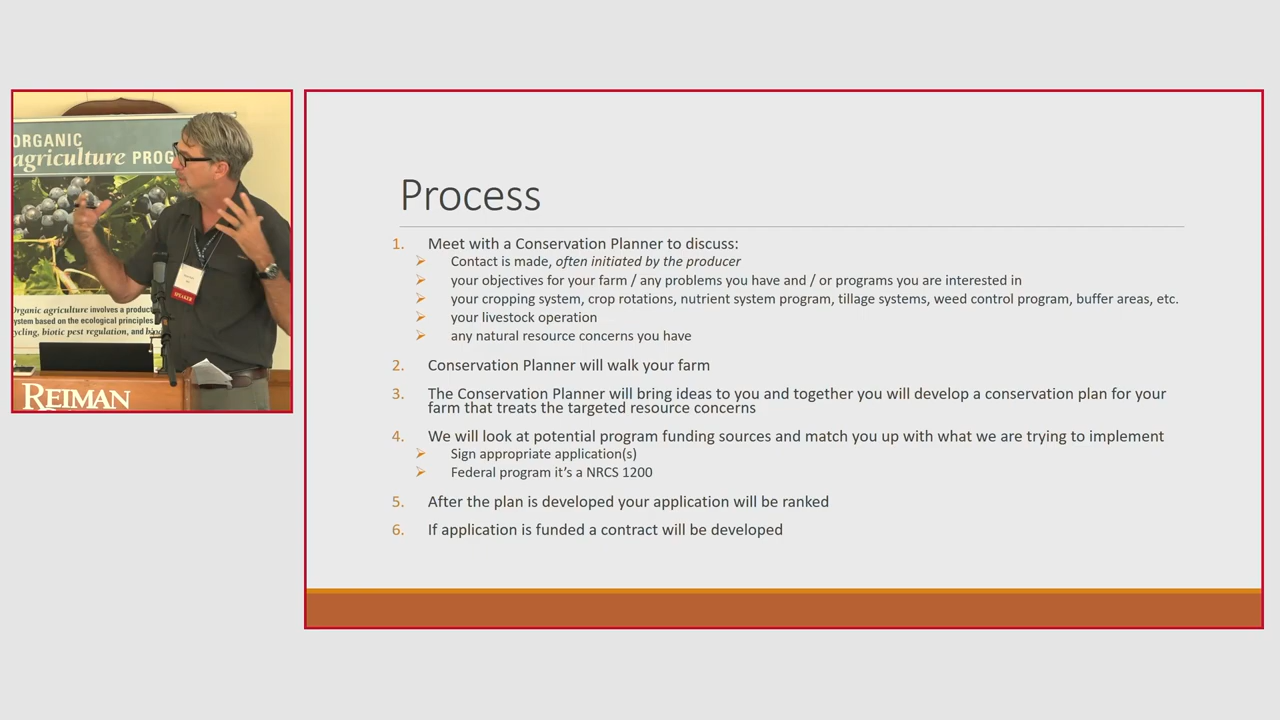 ORGANIC
agriculture PROG
Organic agriculture involves a product
system based on the ecological principles
cycling, biotic pest regulation, and
SPEAKER
REIMAN
Process
1. Meet with a Conservation Planner to discuss:
Contact is made, often initiated by the producer
your objectives for your farm / any problems you have and / or programs you are interested in
your cropping system, crop rotations, nutrient system program, tillage systems, weed control program, buffer areas, etc.
your livestock operation
any natural resource concerns you have
2. Conservation Planner will walk your farm
3. The Conservation Planner will bring ideas to you and together you will develop a conservation plan for your
farm that treats the targeted resource concerns
4. We will look at potential program funding sources and match you up with what we are trying to implement
Sign appropriate application(s)
Federal program it’s a NRCS 1200
5. After the plan is developed your application will be ranked
6. If application is funded a contract will be developed